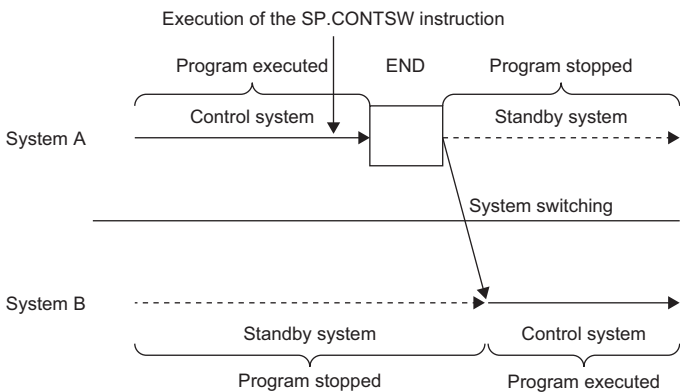 Execution of the SP.CONTSW instruction
Program executed
END
Program stopped
Control system
Standby system
System A
System switching
System B
Standby system
Control system
Program stopped
Program executed